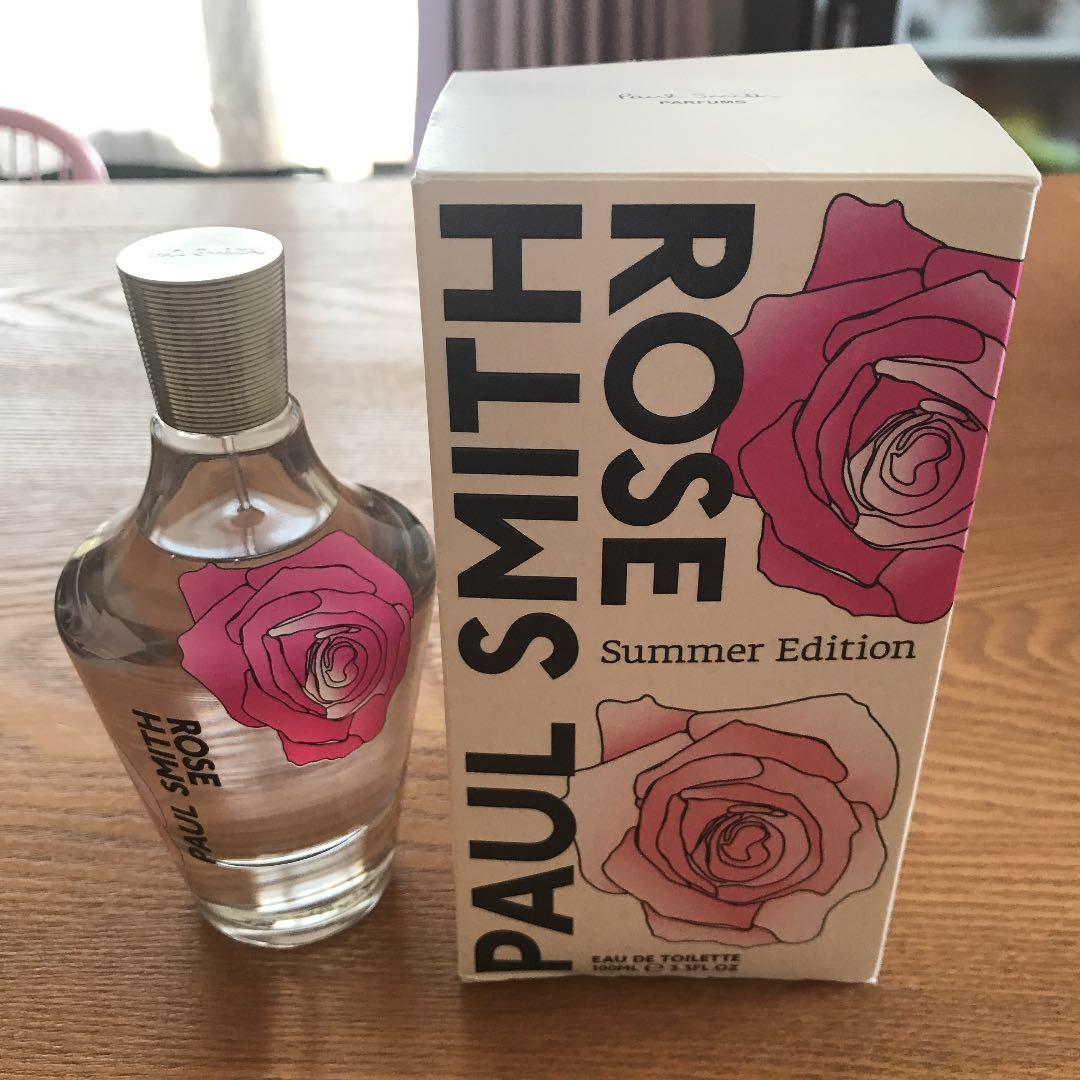 Paul Smith
PARFUMS
PAUL SMITH
ROSE
Summer Edition
EAU DE TOILETTE
100ML ℮ 3.3FL OZ
Paul Smith
PAUL SMITH
ROSE